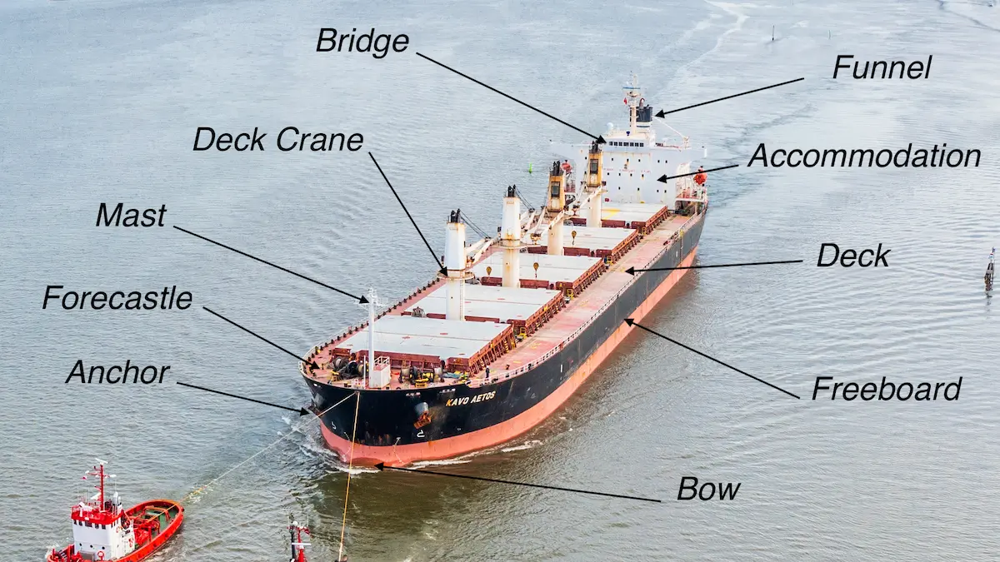 Bridge
Funnel
Deck Crane
Accommodation
Mast
Deck
Forecastle
Anchor
Freeboard
KAVO AETOS
Bow